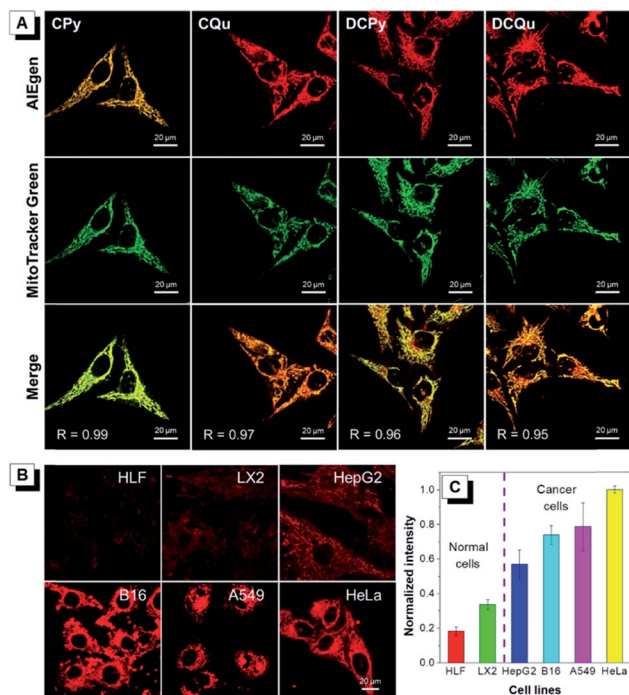 A
CPy CQu DCPy DCQu
AIEgen
20 µm 20 µm 20 µm 20 µm
MitoTracker Green
20 µm 20 µm 20 µm 20 µm
Merge
R = 0.99 R = 0.97 R = 0.96 R = 0.95
20 µm 20 µm 20 µm 20 µm
B
HLF LX2 HepG2
B16 A549 HeLa
20 µm
C
Normalized intensity
1.0
0.8
0.6
0.4
0.2
0.0
Normal
cells
Cancer
cells
HLF LX2 HepG2 B16 A549 HeLa
Cell lines